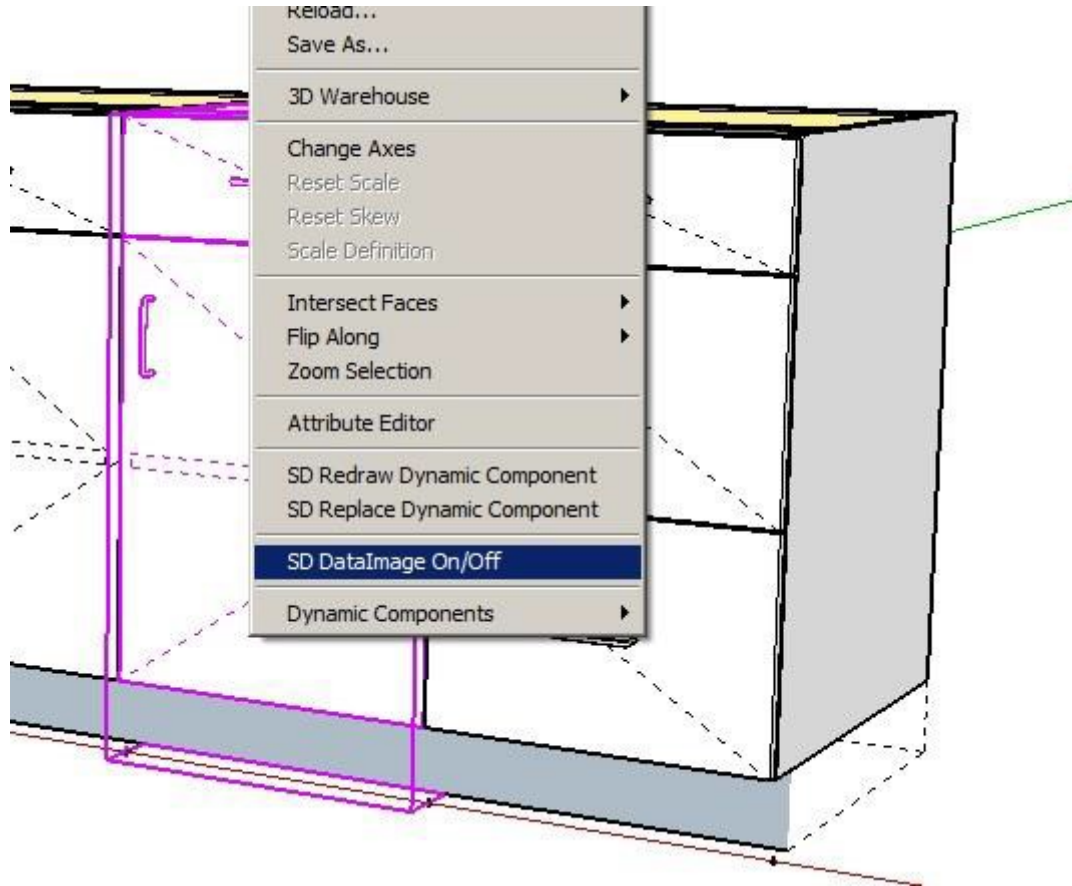 Reload...
Save As...
3D Warehouse
Change Axes
Reset Scale
Reset Skew
Scale Definition
Intersect Faces
Flip Along
Zoom Selection
Attribute Editor
SD Redraw Dynamic Component
SD Replace Dynamic Component
SD DataImage On/Off
Dynamic Components